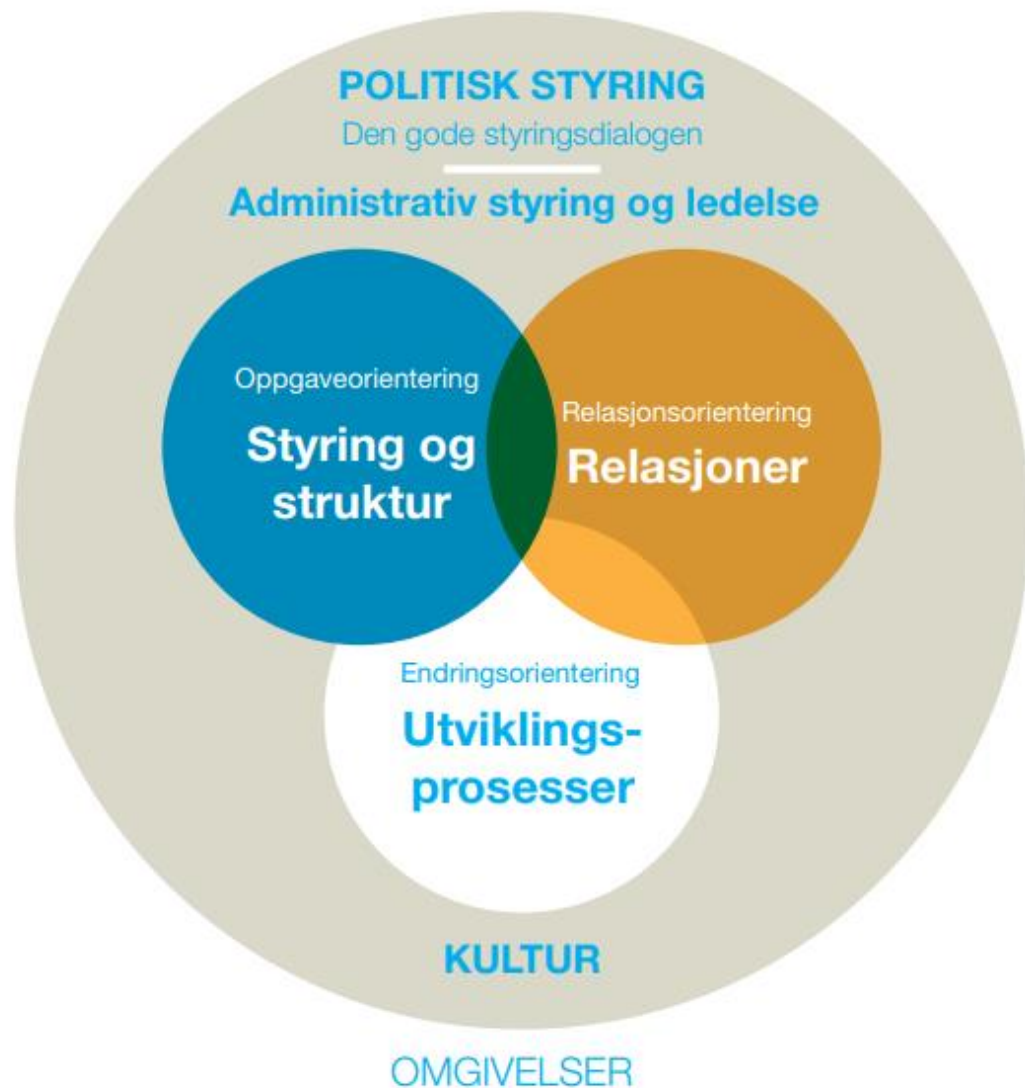 POLITISK STYRING
Den gode styringsdialogen
Administrativ styring og ledelse
Oppgaveorientering
Styring og
struktur
Relasjonsorientering
Relasjoner
Endringsorientering
Utviklings-
prosesser
KULTUR
OMGIVELSER